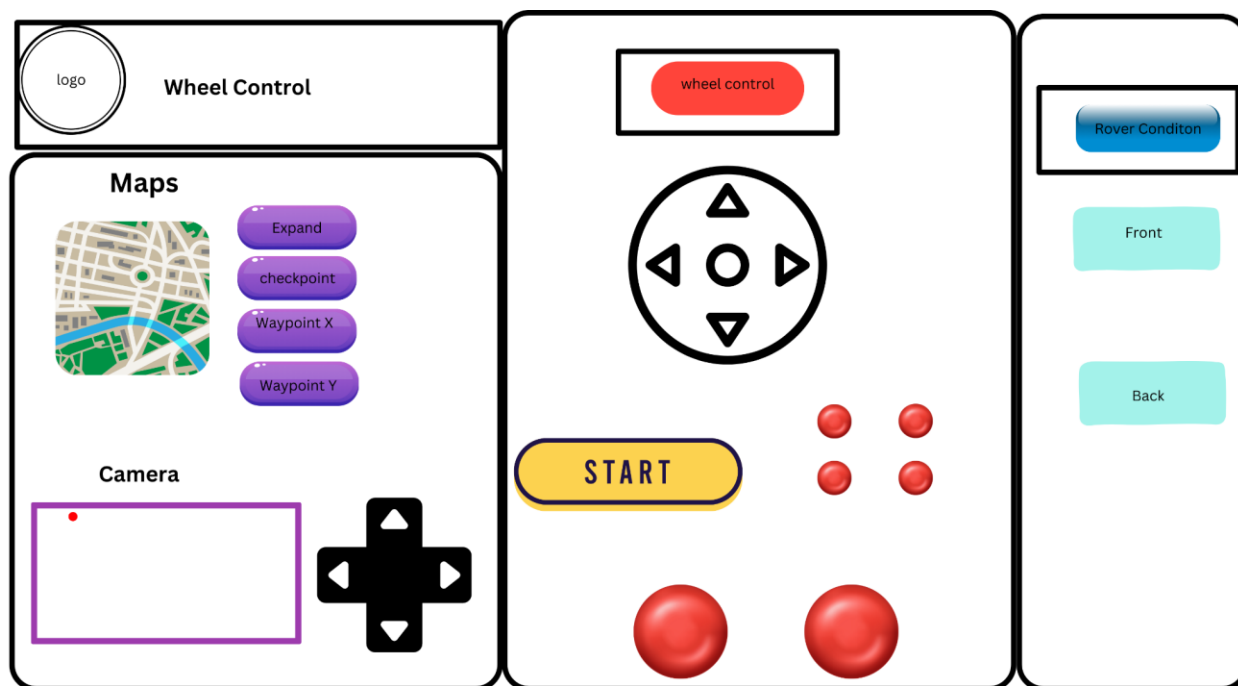 logo
Wheel Control
Maps
Expand
checkpoint
Waypoint X
Waypoint Y
Camera
wheel control
START
Rover Conditon
Front
Back